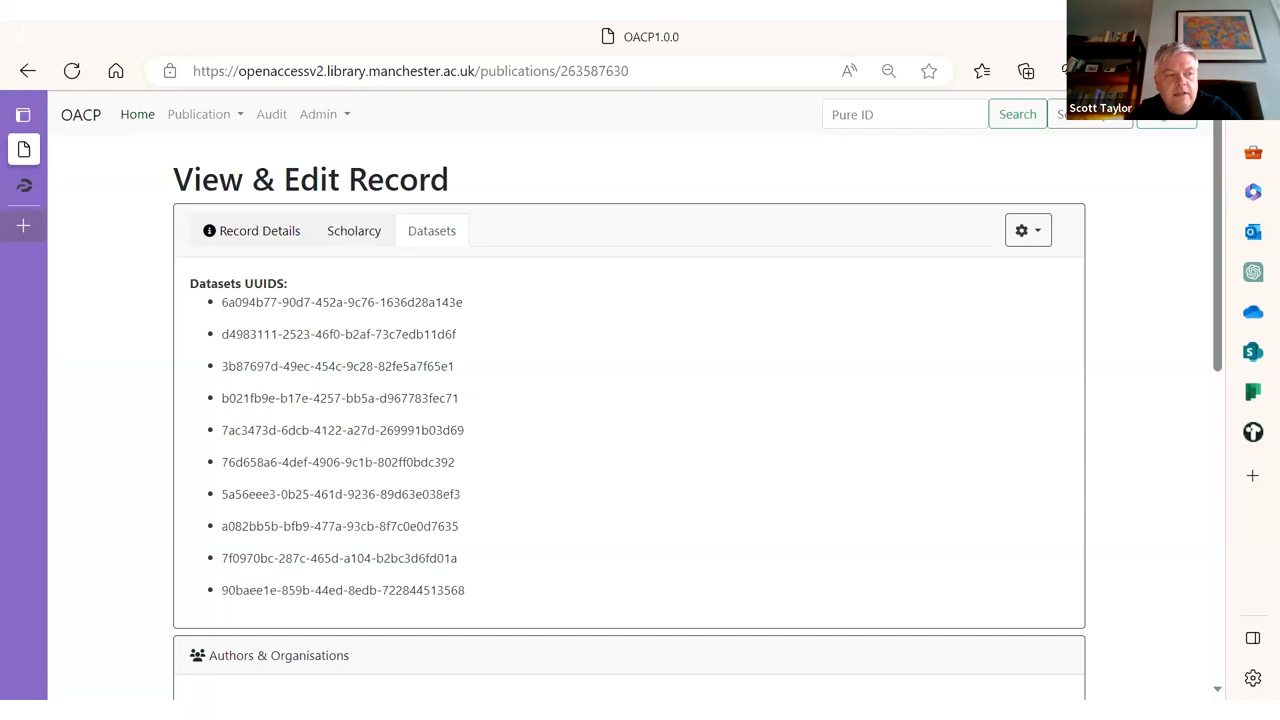 OACP1.0.0
https://openaccessv2.library.manchester.ac.uk/publications/263587630
Scott Taylor
OACP Home Publication Audit Admin Pure ID Search
View & Edit Record
Record Details Scholarcy Datasets
Datasets UUIDS:
6a094b77-90d7-452a-9c76-1636d28a143e
d4983111-2523-46f0-b2af-73c7edb11d6f
3b87697d-49ec-454c-9c28-82fe5a7f65e1
b021fb9e-b17e-4257-bb5a-d967783fec71
7ac3473d-6dcb-4122-a27d-269991b03d69
76d658a6-4def-4906-9c1b-802ff0bdc392
5a56eee3-0b25-461d-9236-89d63e038ef3
a082bb5b-bfb9-477a-93cb-8f7c0e0d7635
7f0970bc-287c-465d-a104-b2bc3d6fd01a
90baee1e-859b-44ed-8edb-722844513568
Authors & Organisations